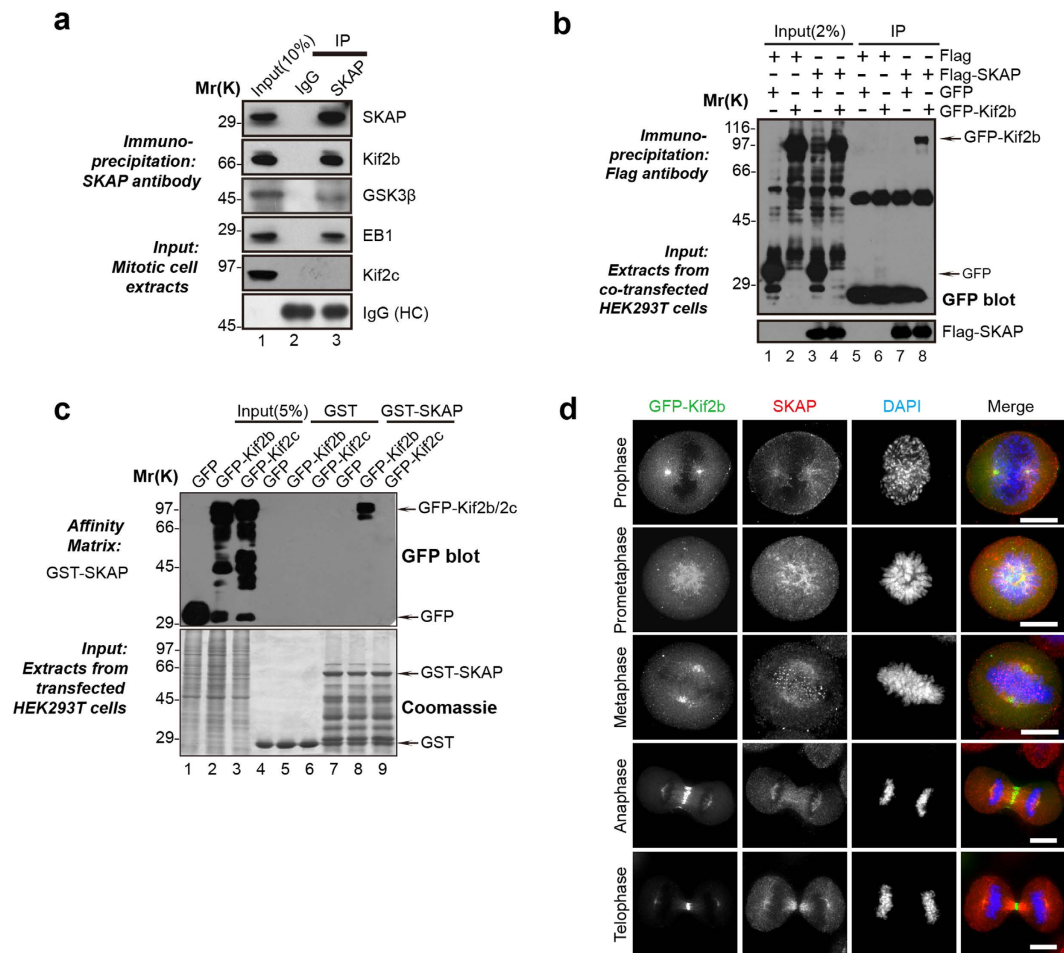 a
IP
Input(10%)
IgG
SKAP
Mr(K)
29-
SKAP
Immuno-
precipitation:
SKAP antibody
66-
Kif2b
45-
GSK3β
29-
EB1
Input:
Mitotic cell
extracts
97-
Kif2c
45-
IgG (HC)
1 2 3
b
Input(2%) IP
+ + - - + + - - Flag
- - + + - - + + Flag-SKAP
+ - + - + - + - GFP
- + - + - + - + GFP-Kif2b
Mr(K)
116-
97-
66-
45-
29-
Immuno-
precipitation:
Flag antibody
Input:
Extracts from
co-transfected
HEK293T cells
GFP-Kif2b
GFP
GFP blot
Flag-SKAP
1 2 3 4 5 6 7 8
c
Input(5%) GST GST-SKAP
GFP
GFP-Kif2b
GFP-Kif2c
GFP
GFP-Kif2b
GFP-Kif2c
GFP
GFP-Kif2b
GFP-Kif2c
Mr(K)
97-
66-
45-
29-
Affinity
Matrix:
GST-SKAP
GFP-Kif2b/2c
GFP blot
GFP
97-
66-
45-
29-
Input:
Extracts from
transfected
HEK293T cells
GST-SKAP
Coomassie
GST
1 2 3 4 5 6 7 8 9
d
GFP-Kif2b SKAP DAPI Merge
Prophase
Prometaphase
Metaphase
Anaphase
Telophase